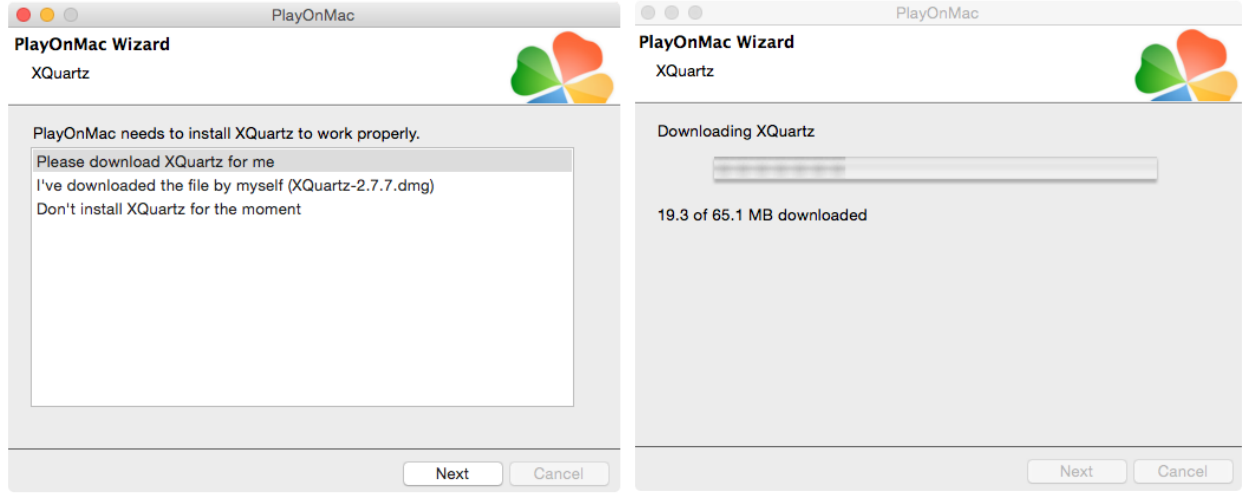 PlayOnMac
PlayOnMac Wizard
XQuartz
PlayOnMac needs to install XQuartz to work properly.
Please download XQuartz for me
I've downloaded the file by myself (XQuartz-2.7.7.dmg)
Don't install XQuartz for the moment
Next
Cancel
PlayOnMac
PlayOnMac Wizard
XQuartz
Downloading XQuartz
19.3 of 65.1 MB downloaded
Next
Cancel